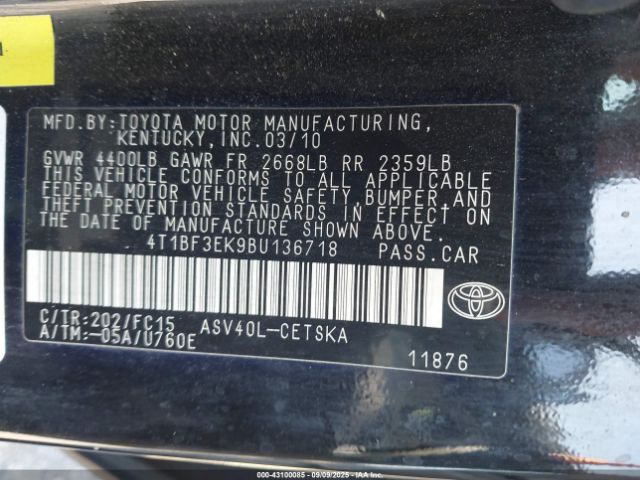 MFD.BY:TOYOTA MOTOR MANUFACTURING,
KENTUCKY,INC.03/10
GVWR 4400LB GAWR FR 2668LB RR 2359LB
THIS VEHICLE CONFORMS TO ALL APPLICABLE
FEDERAL MOTOR VEHICLE SAFETY,BUMPER,AND
THEFT PREVENTION STANDARDS IN EFFECT ON
THE DATE OF MANUFACTURE SHOWN ABOVE.
4T1BF3EK9BU136718 PASS.CAR
C/TR:202/FC15 ASV40L-CETSKA
A/TM:-05A/U760E
11876
000-43100085 - 09/09/2025 - IAAI.com